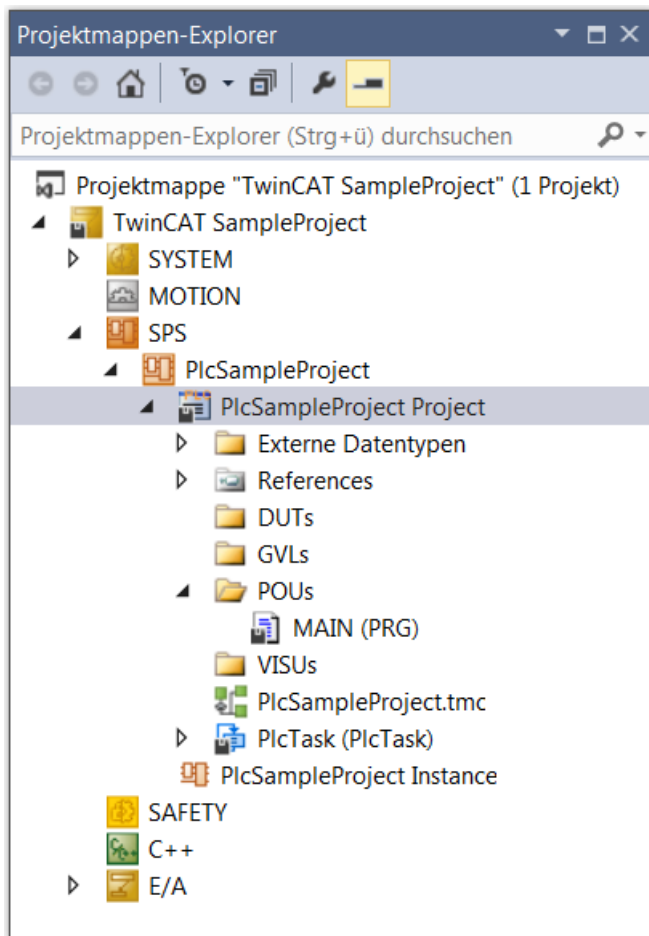 Projektmappen-Explorer
Projektmappen-Explorer (Strg+ü) durchsuchen
Projektmappe "TwinCAT SampleProject" (1 Projekt)
TwinCAT SampleProject
SYSTEM
MOTION
SPS
PlcSampleProject
PlcSampleProject Project
Externe Datentypen
References
DUTs
GVLs
POUs
MAIN (PRG)
VISUs
PlcSampleProject.tmc
PlcTask (PlcTask)
PlcSampleProject Instance
SAFETY
C++
E/A